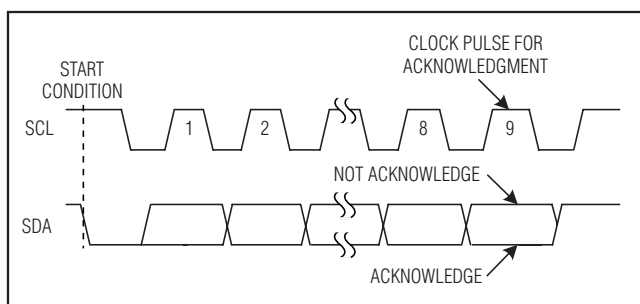 START
CONDITION
CLOCK PULSE FOR
ACKNOWLEDGMENT
SCL
1
2
8
9
NOT ACKNOWLEDGE
SDA
ACKNOWLEDGE